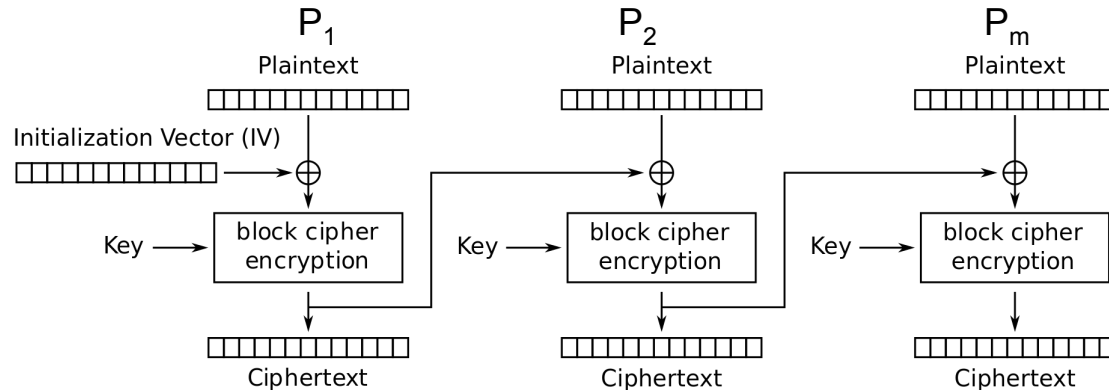 P1 P2 Pm
Plaintext Plaintext Plaintext
Initialization Vector (IV)
Key block cipher encryption Key block cipher encryption Key block cipher encryption
Ciphertext Ciphertext Ciphertext